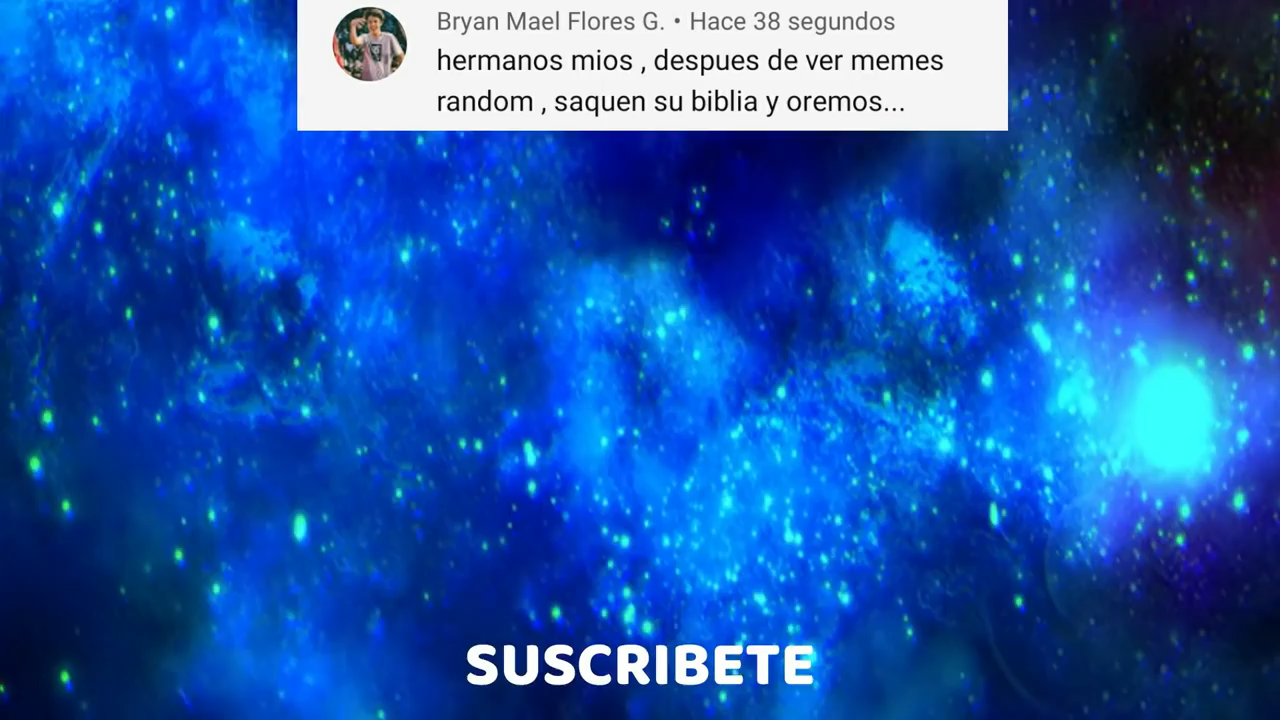 Bryan Mael Flores G. • Hace 38 segundos
hermanos mios , despues de ver memes
random , saquen su biblia y oremos...
SUSCRIBETE